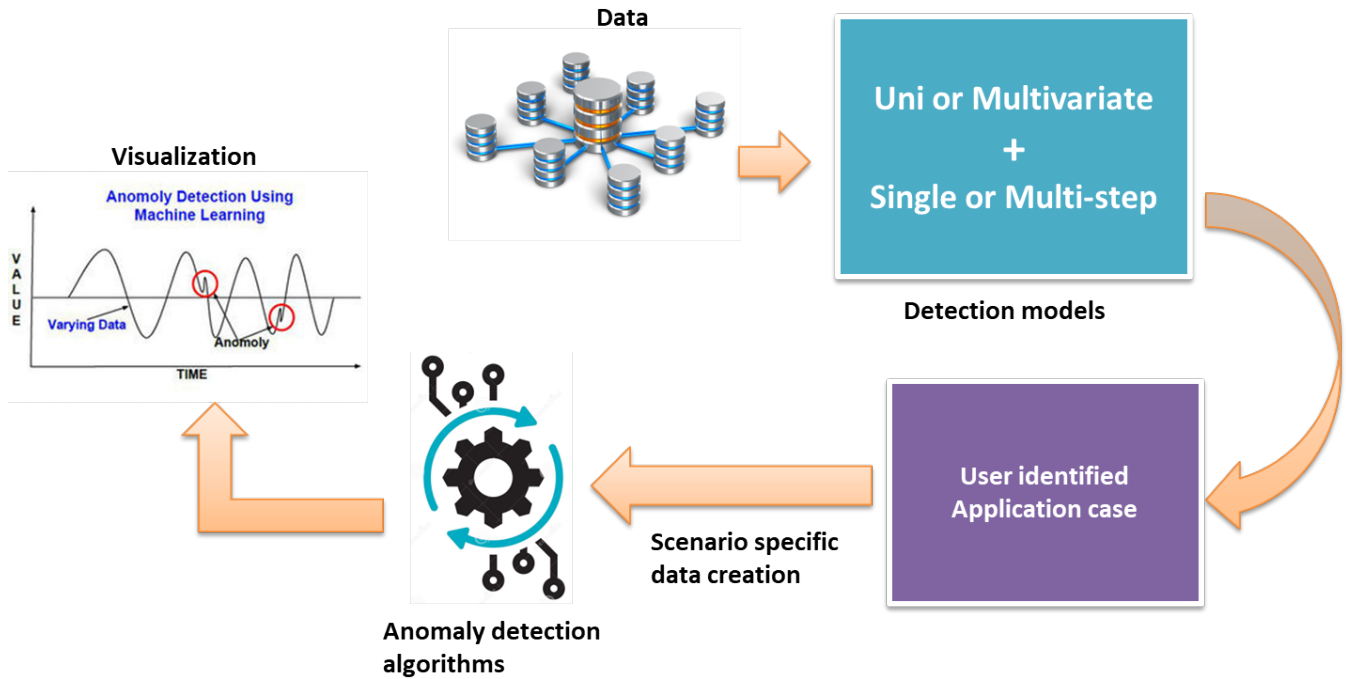 Data
Uni or Multivariate
+
Single or Multi-step
Detection models
User identified
Application case
Scenario specific
data creation
Anomaly detection
algorithms
Visualization
Anomoly Detection Using
Machine Learning
VALUE
Varying Data
Anomoly
TIME